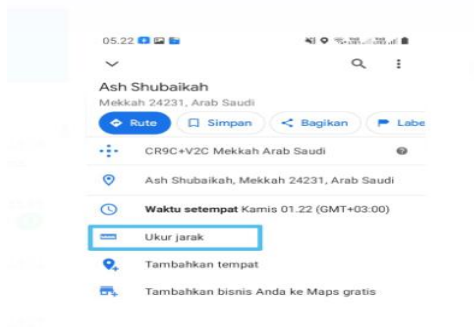 05.22
Ash Shubaikah
Mekkah 24231, Arab Saudi
Rute
Simpan
Bagikan
Labe
CR9C+V2C Mekkah Arab Saudi
Ash Shubaikah, Mekkah 24231, Arab Saudi
Waktu setempat Kamis 01.22 (GMT+03:00)
Ukur jarak
Tambahkan tempat
Tambahkan bisnis Anda ke Maps gratis